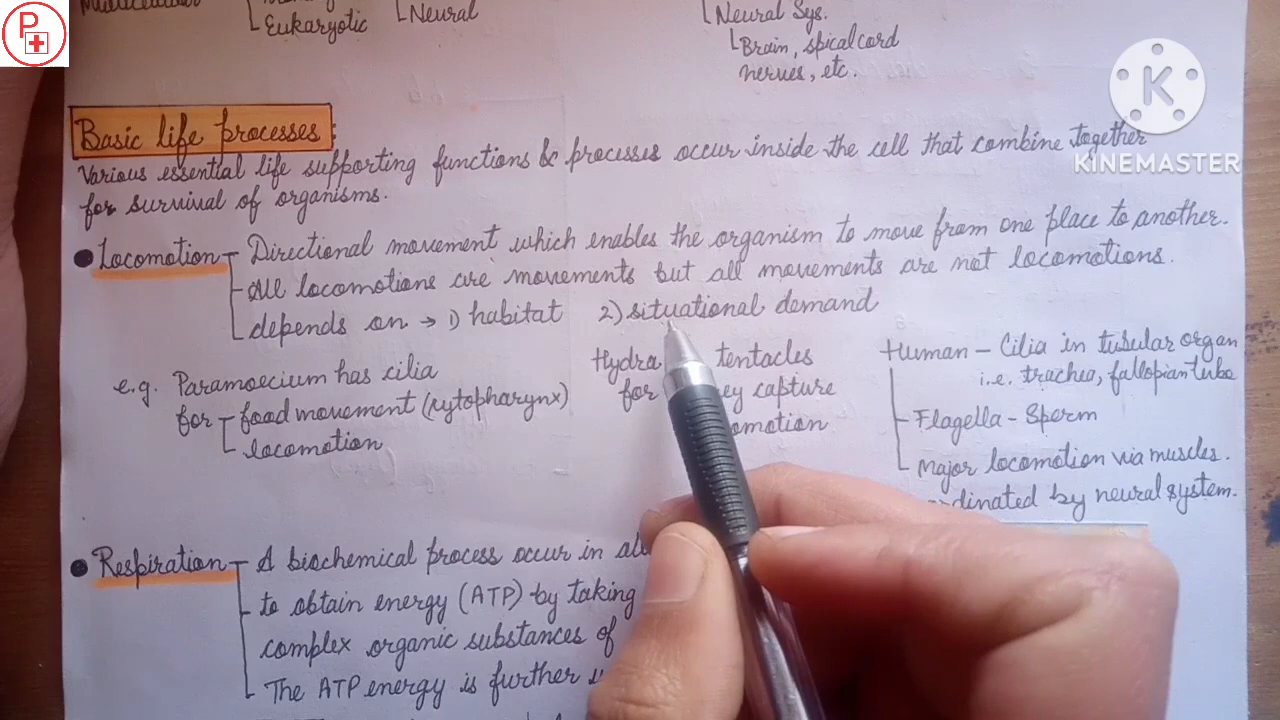 Eukaryotic
Neural
Neural Sys.
Brain, spical cord
nerves, etc.
P
KINEMASTER
Basic life processes:
Various essential life supporting functions & processes occur inside the cell that combine together
for survival of organisms.
Locomotion - Directional movement which enables the organism to move from one place to another.
- All locomotions are movements but all movements are not locomotions.
depends on → 1) habitat 2) situational demand
e.g. Paramoecium has cilia
for - food movement (cytopharynx)
locomotion
Hydra tentacles
for capture
Human - Cilia in tubular organ
i.e. trachea, fallopian tube
- Flagella - Sperm
- Major locomotion via muscles.
by neural system.
Respiration - A biochemical process occur in
- to obtain energy (ATP) by taking
complex organic substances of
- The ATP energy is further